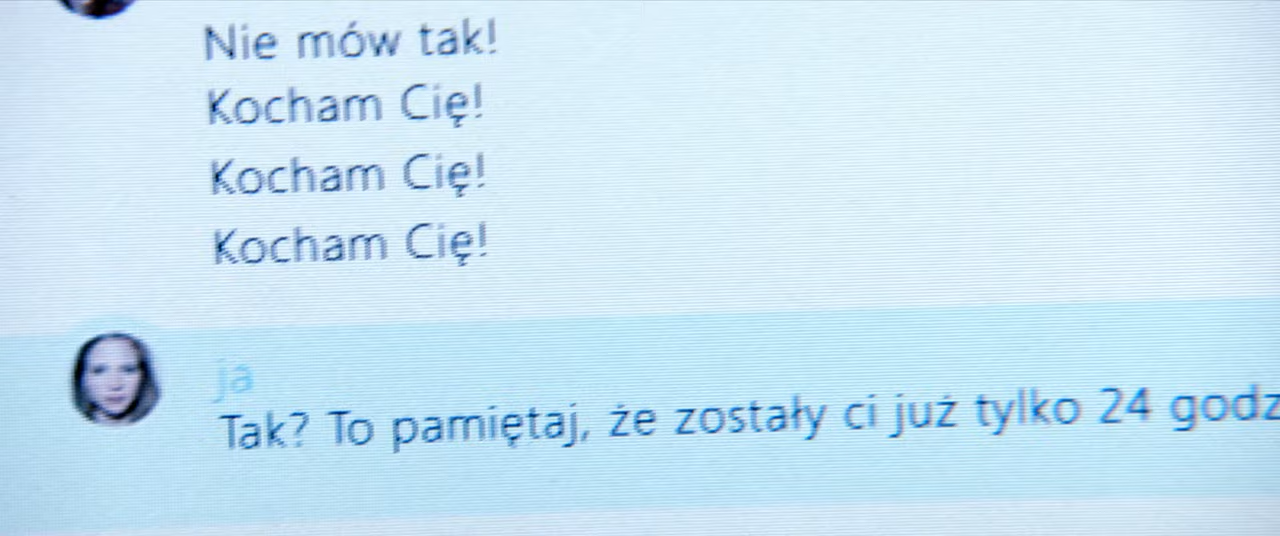 Nie mów tak!
Kocham Cię!
Kocham Cię!
Kocham Cię!
ja
Tak? To pamiętaj, że zostały ci już tylko 24 godz